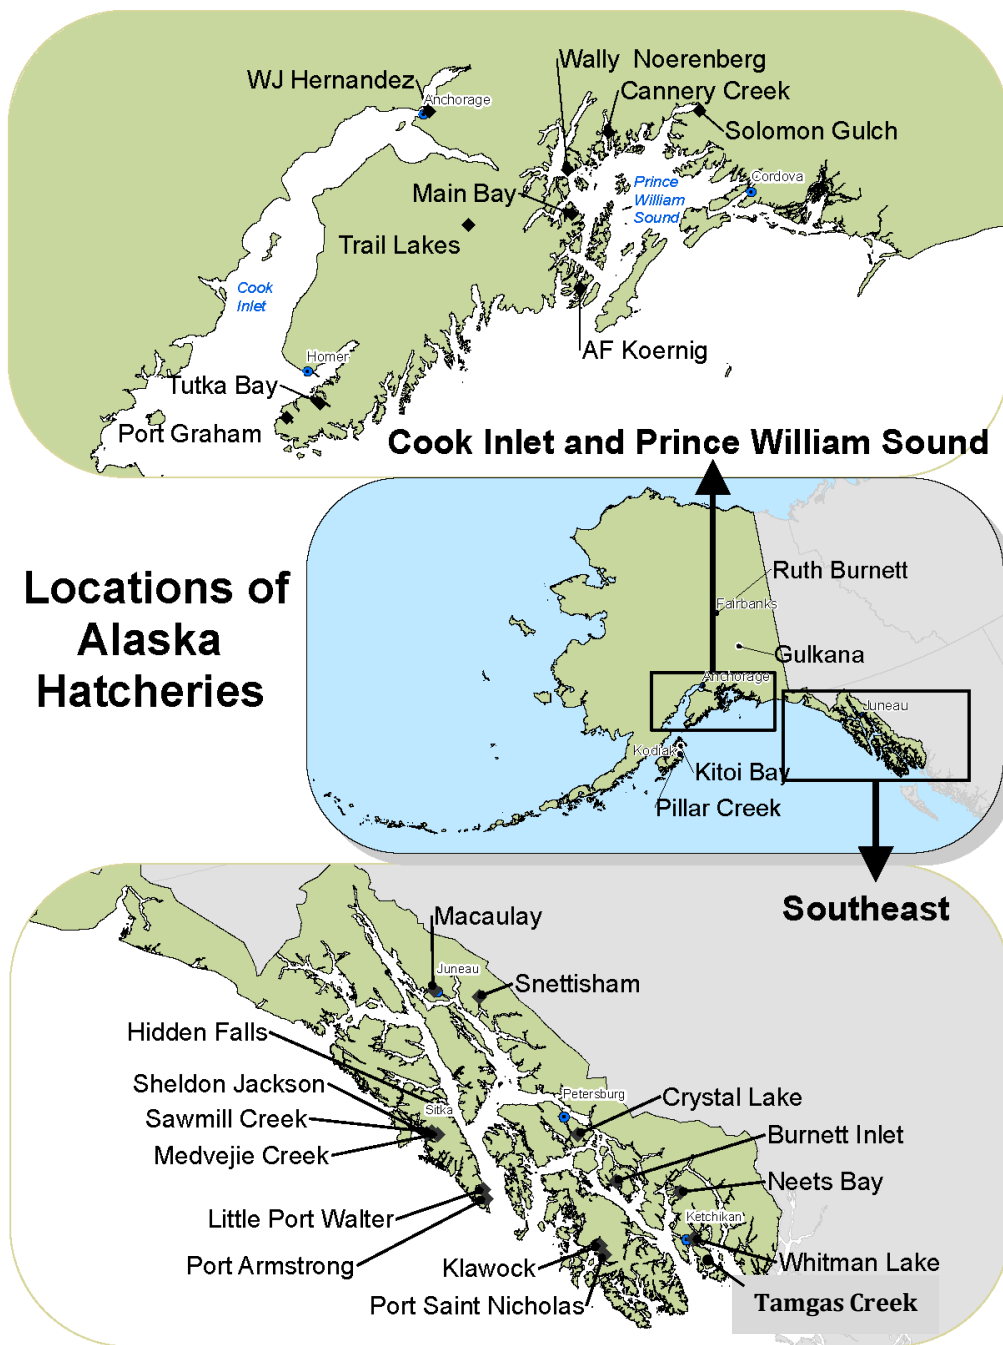 Wally Noerenberg
WJ Hernandez
Cannery Creek
Anchorage
Solomon Gulch
Prince
William
Sound
Cordova
Main Bay
Trail Lakes
Cook
Inlet
AF Koernig
Homer
Tutka Bay
Port Graham
Cook Inlet and Prince William Sound
Locations of
Alaska
Hatcheries
Ruth Burnett
Fairbanks
Gulkana
Anchorage
Juneau
Kodiak
Kitoi Bay
Pillar Creek
Southeast
Macaulay
Juneau
Snettisham
Hidden Falls
Sheldon Jackson
Sitka
Petersburg
Crystal Lake
Sawmill Creek
Burnett Inlet
Medvejie Creek
Neets Bay
Little Port Walter
Ketchikan
Port Armstrong
Klawock
Whitman Lake
Port Saint Nicholas
Tamgas Creek